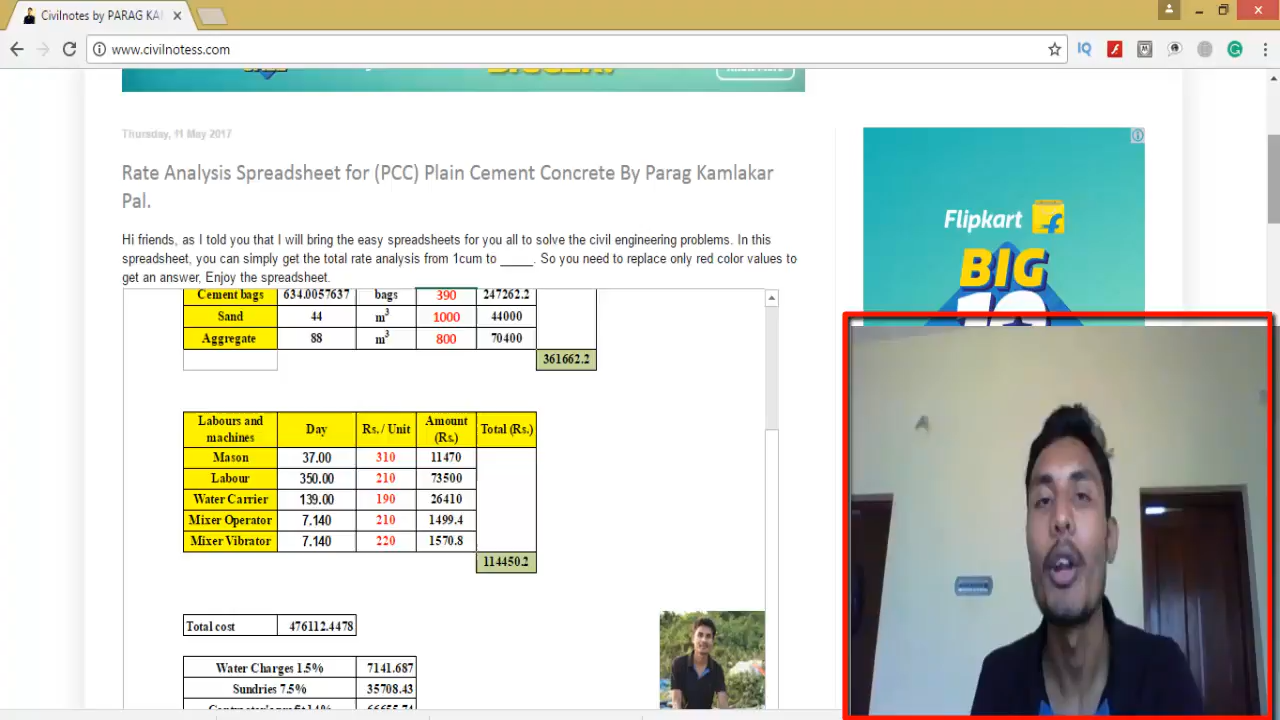 Civilnotes by PARAG KA
www.civilnotess.com
Thursday, 11 May 2017
Rate Analysis Spreadsheet for (PCC) Plain Cement Concrete By Parag Kamlakar
Pal.
Hi friends, as I told you that I will bring the easy spreadsheets for you all to solve the civil engineering problems. In this
spreadsheet, you can simply get the total rate analysis from 1cum to _____. So you need to replace only red color values to
get an answer, Enjoy the spreadsheet.
Cement bags 634.0057637 bags 390 247262.2
Sand 44 m³ 1000 44000
Aggregate 88 m³ 800 70400
361662.2
Labours and machines Day Rs. / Unit Amount (Rs.) Total (Rs.)
Mason 37.00 310 11470
Labour 350.00 210 73500
Water Carrier 139.00 190 26410
Mixer Operator 7.140 210 1499.4
Mixer Vibrator 7.140 220 1570.8
114450.2
Total cost 476112.4478
Water Charges 1.5% 7141.687
Sundries 7.5% 35708.43
Flipkart
BIG